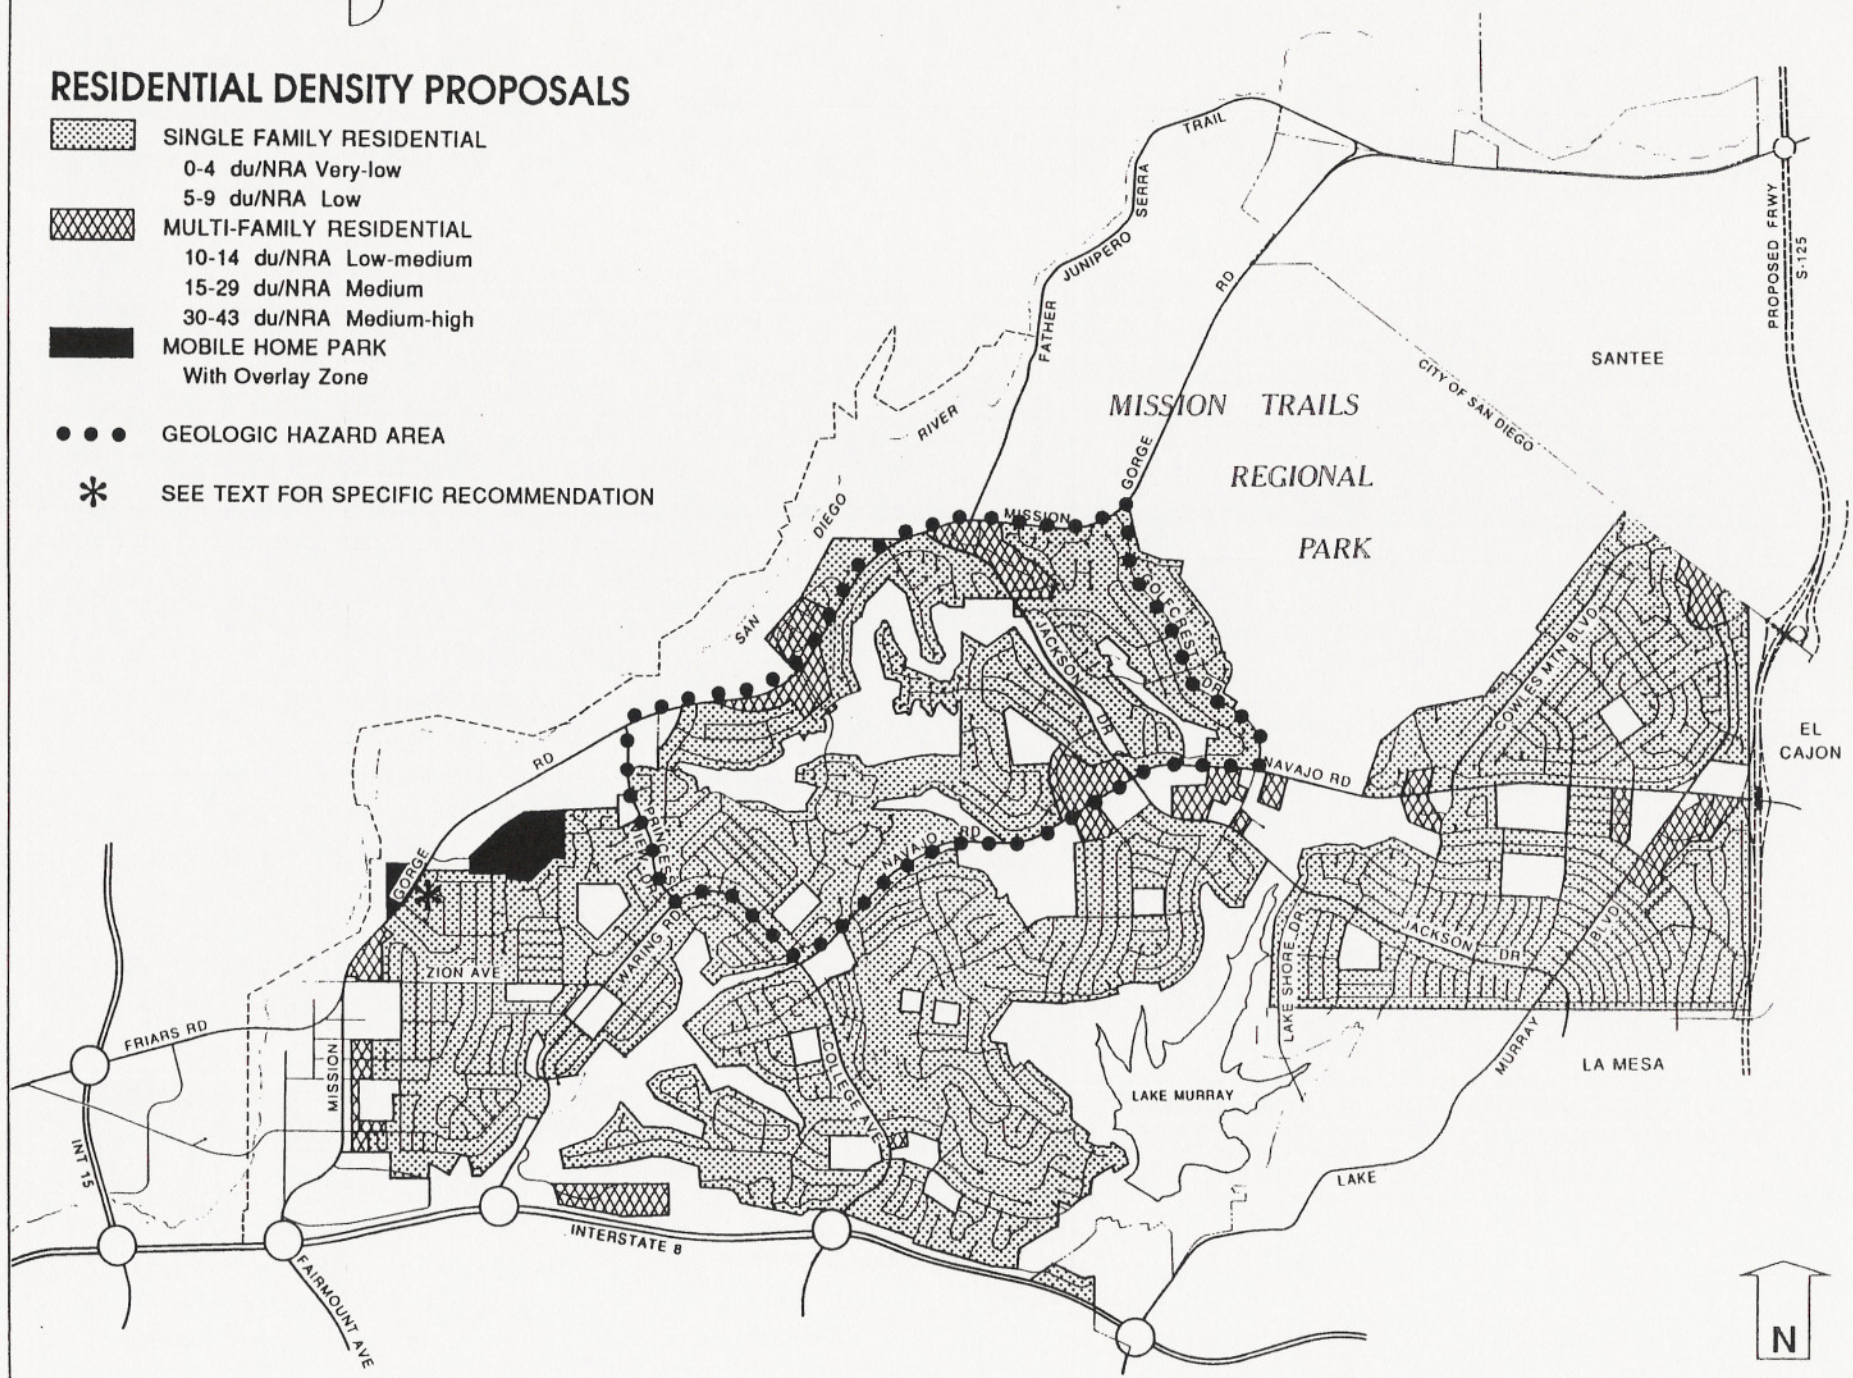 RESIDENTIAL DENSITY PROPOSALS
SINGLE FAMILY RESIDENTIAL
0-4 du/NRA Very-low
5-9 du/NRA Low
MULTI-FAMILY RESIDENTIAL
10-14 du/NRA Low-medium
15-29 du/NRA Medium
30-43 du/NRA Medium-high
MOBILE HOME PARK
With Overlay Zone
GEOLOGIC HAZARD AREA
SEE TEXT FOR SPECIFIC RECOMMENDATION
FATHER
JUNIPERO
SERRA
TRAIL
PROPOSED FRWY
S-125
RD
GORGE
MISSION
SANTEE
CITY OF SAN DIEGO
MISSION TRAILS
REGIONAL
PARK
SAN
DIEGO
RIVER
GOLFCREST DR
JACKSON
DR
COWLES MTN BLVD
EL
CAJON
NAVAJO RD
RD
GORGE
PRINCESS
VIEW DR
NAVAJO
RD
WARING RD
ZION AVE
JACKSON
DR
LAKE SHORE DR
BLVD
MURRAY
LAKE
LA MESA
FRIARS RD
MISSION
COLLEGE AVE
LAKE MURRAY
INT 15
INTERSTATE 8
FAIRMOUNT AVE
N